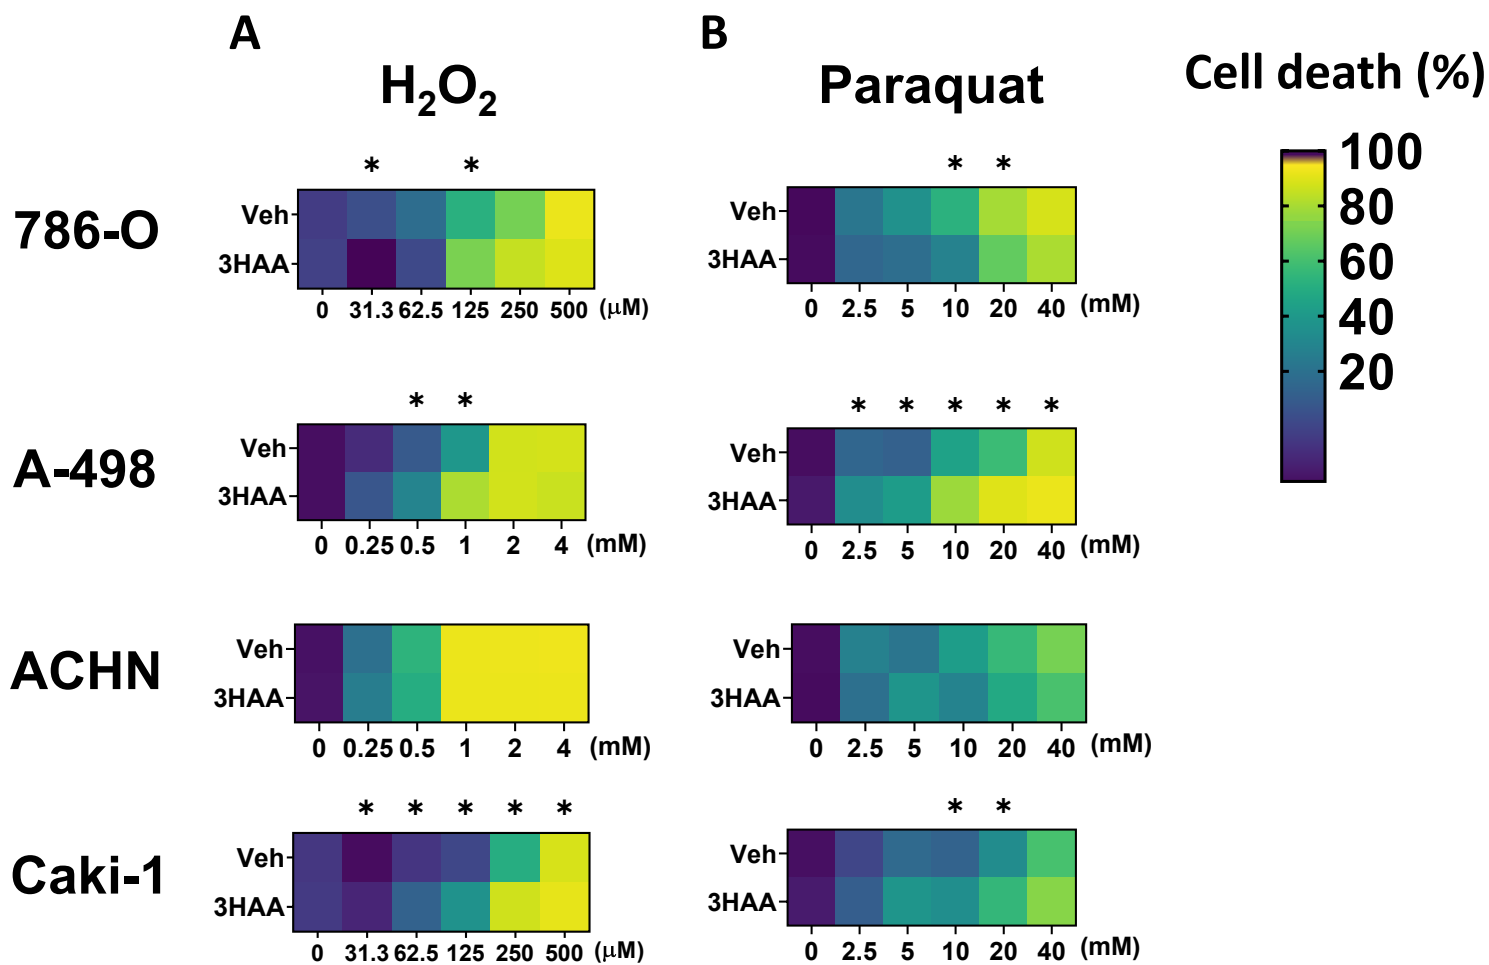 A
B
H₂O₂
Paraquat
Cell death (%)
100
80
60
40
20
786-O
* *
Veh
3HAA
0 31.3 62.5 125 250 500 (μM)
* *
Veh
3HAA
0 2.5 5 10 20 40 (mM)
A-498
* *
Veh
3HAA
0 0.25 0.5 1 2 4 (mM)
* * * * *
Veh
3HAA
0 2.5 5 10 20 40 (mM)
ACHN
Veh
3HAA
0 0.25 0.5 1 2 4 (mM)
Veh
3HAA
0 2.5 5 10 20 40 (mM)
Caki-1
* * * * *
Veh
3HAA
0 31.3 62.5 125 250 500 (μM)
* *
Veh
3HAA
0 2.5 5 10 20 40 (mM)